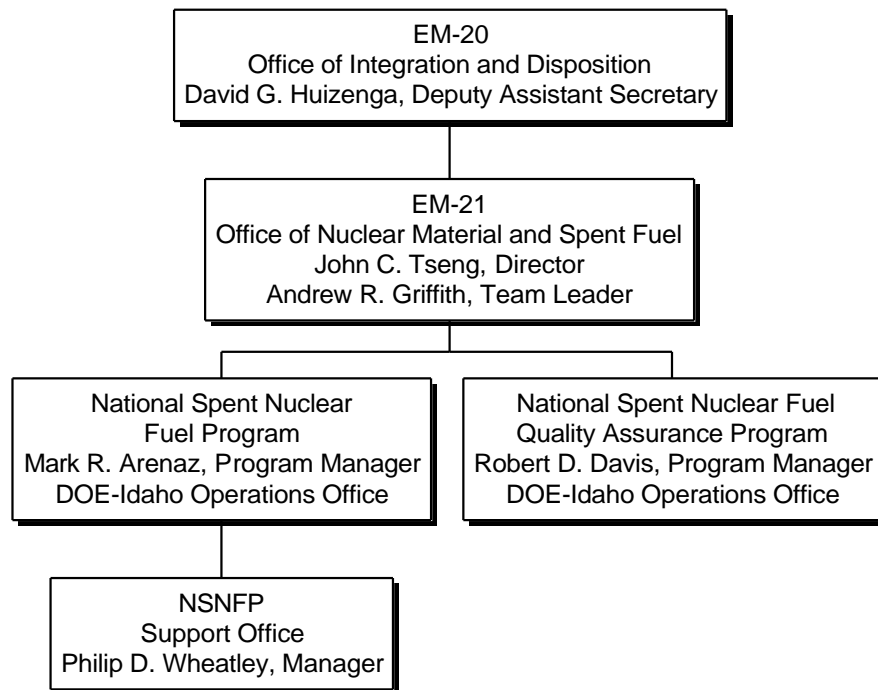 EM-20
Office of Integration and Disposition
David G. Huizenga, Deputy Assistant Secretary
EM-21
Office of Nuclear Material and Spent Fuel
John C. Tseng, Director
Andrew R. Griffith, Team Leader
National Spent Nuclear
Fuel Program
Mark R. Arenaz, Program Manager
DOE-Idaho Operations Office
National Spent Nuclear Fuel
Quality Assurance Program
Robert D. Davis, Program Manager
DOE-Idaho Operations Office
NSNFP
Support Office
Philip D. Wheatley, Manager